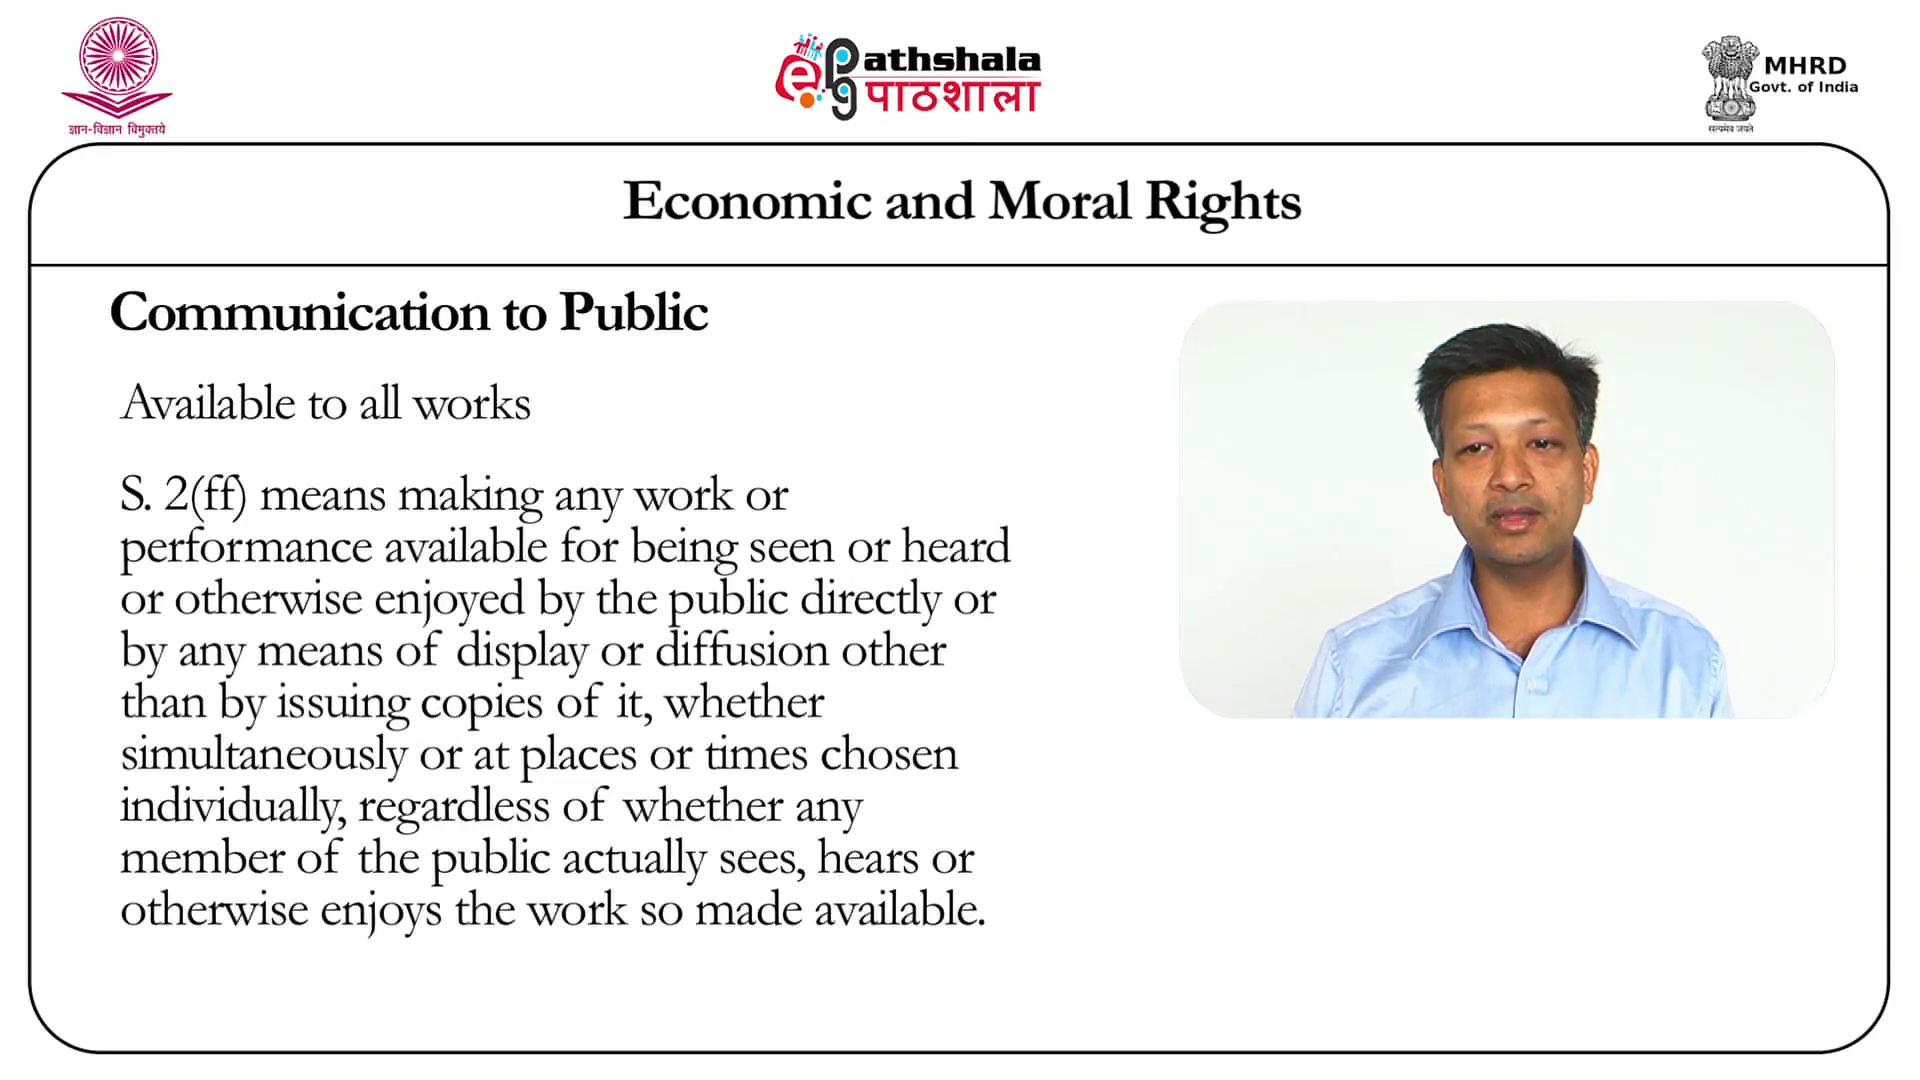 ज्ञान-विज्ञान विमुक्तये
ePG athshala
पाठशाला
MHRD
Govt. of India
सत्यमेव जयते
Economic and Moral Rights
Communication to Public
Available to all works
S. 2(ff) means making any work or
performance available for being seen or heard
or otherwise enjoyed by the public directly or
by any means of display or diffusion other
than by issuing copies of it, whether
simultaneously or at places or times chosen
individually, regardless of whether any
member of the public actually sees, hears or
otherwise enjoys the work so made available.